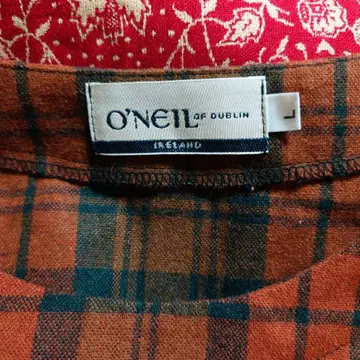 O'NEIL OF DUBLIN
IRELAND
L